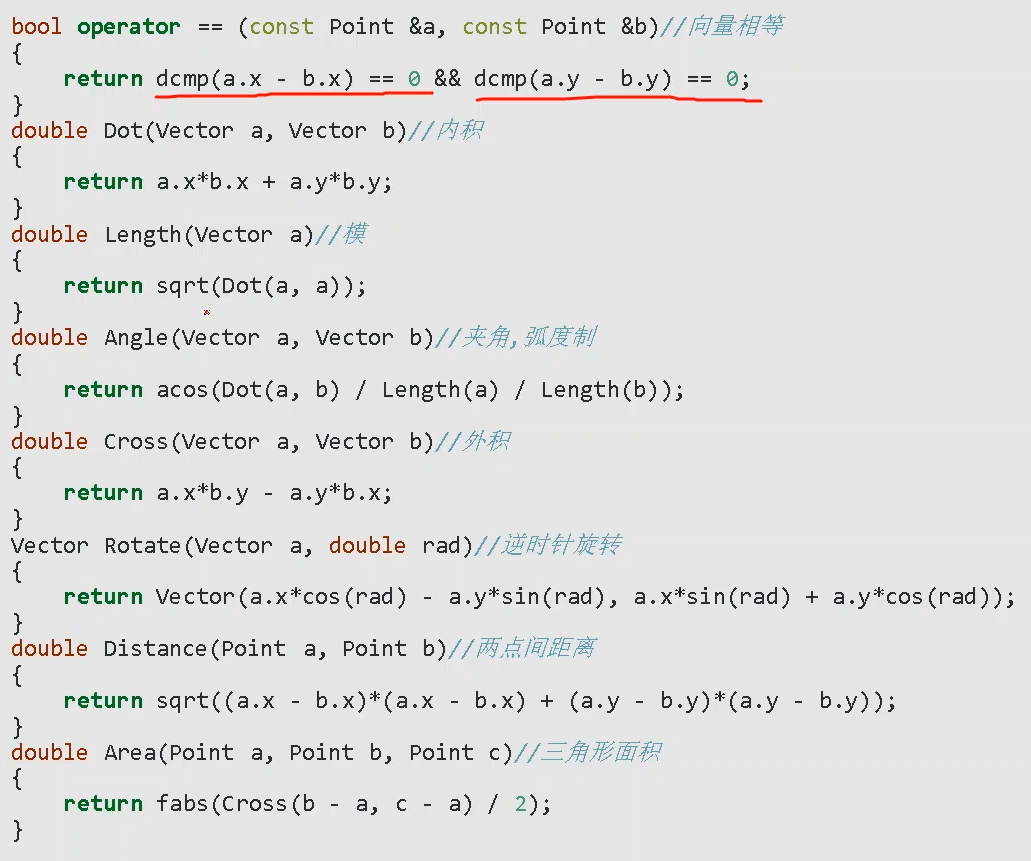 bool operator == (const Point &a, const Point &b)//向量相等
{
    return dcmp(a.x - b.x) == 0 && dcmp(a.y - b.y) == 0;
}
double Dot(Vector a, Vector b)//内积
{
    return a.x*b.x + a.y*b.y;
}
double Length(Vector a)//模
{
    return sqrt(Dot(a, a));
}
double Angle(Vector a, Vector b)//夹角,弧度制
{
    return acos(Dot(a, b) / Length(a) / Length(b));
}
double Cross(Vector a, Vector b)//外积
{
    return a.x*b.y - a.y*b.x;
}
Vector Rotate(Vector a, double rad)//逆时针旋转
{
    return Vector(a.x*cos(rad) - a.y*sin(rad), a.x*sin(rad) + a.y*cos(rad));
}
double Distance(Point a, Point b)//两点间距离
{
    return sqrt((a.x - b.x)*(a.x - b.x) + (a.y - b.y)*(a.y - b.y));
}
double Area(Point a, Point b, Point c)//三角形面积
{
    return fabs(Cross(b - a, c - a) / 2);
}